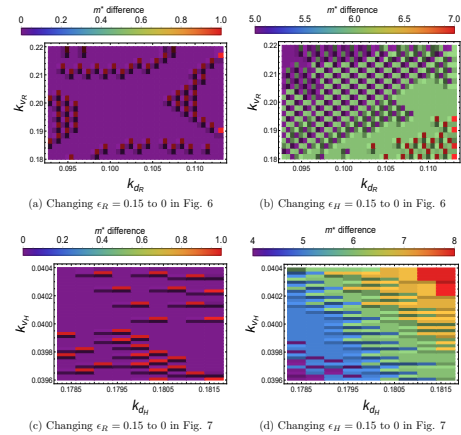 m* difference
0 0.2 0.4 0.6 0.8 1.0
0.22
0.21
0.20
0.19
0.18
k_{v_R}
0.095 0.100 0.105 0.110
k_{d_R}
(a) Changing ϵ_R = 0.15 to 0 in Fig. 6
m* difference
5.0 5.5 6.0 6.5 7.0
0.22
0.21
0.20
0.19
0.18
k_{v_R}
0.095 0.100 0.105 0.110
k_{d_R}
(b) Changing ϵ_H = 0.15 to 0 in Fig. 6
m* difference
0 0.2 0.4 0.6 0.8 1.0
0.0404
0.0402
0.0400
0.0398
0.0396
k_{v_H}
0.1785 0.1795 0.1805 0.1815
k_{d_H}
(c) Changing ϵ_R = 0.15 to 0 in Fig. 7
m* difference
4 5 6 7 8
0.0404
0.0402
0.0400
0.0398
0.0396
k_{v_H}
0.1785 0.1795 0.1805 0.1815
k_{d_H}
(d) Changing ϵ_H = 0.15 to 0 in Fig. 7